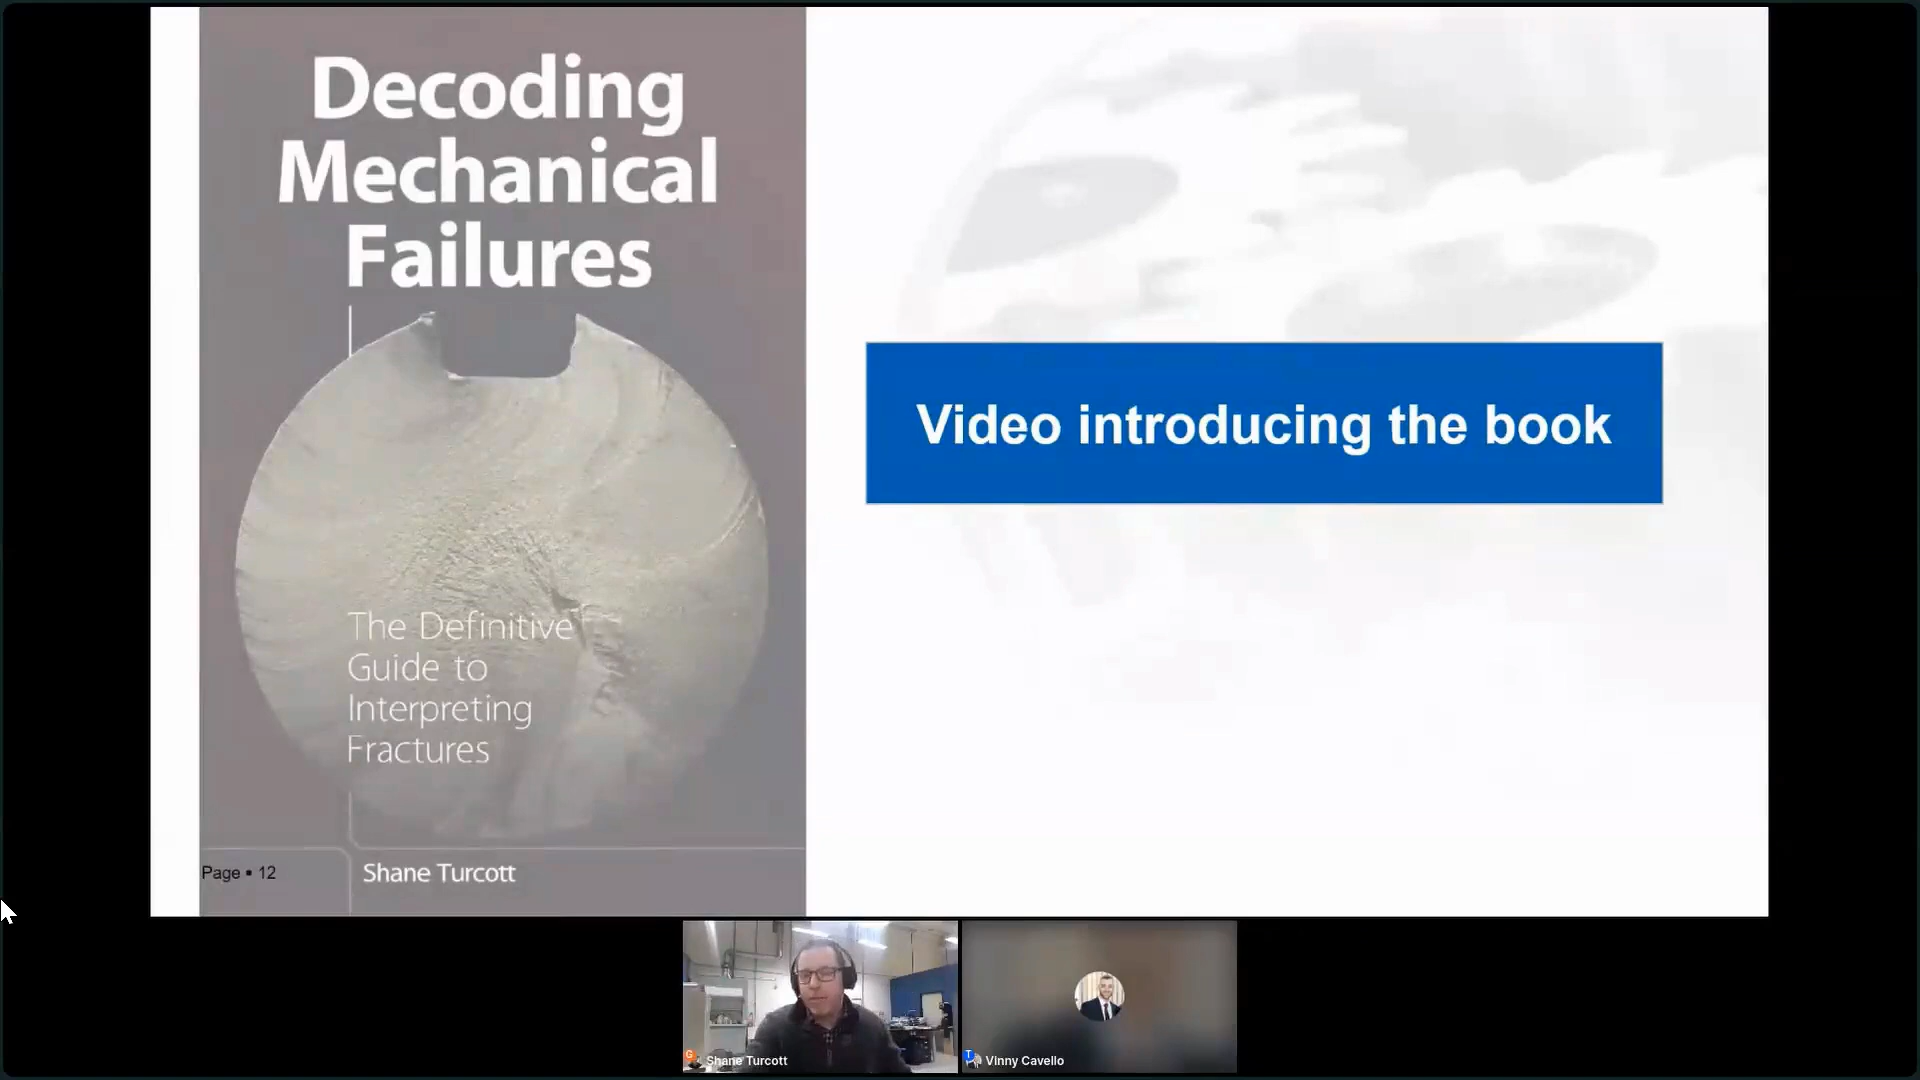 Decoding
Mechanical
Failures
The Definitive
Guide to
Interpreting
Fractures
Page • 12
Shane Turcott
Video introducing the book
G
Shane Turcott
T
Vinny Cavello